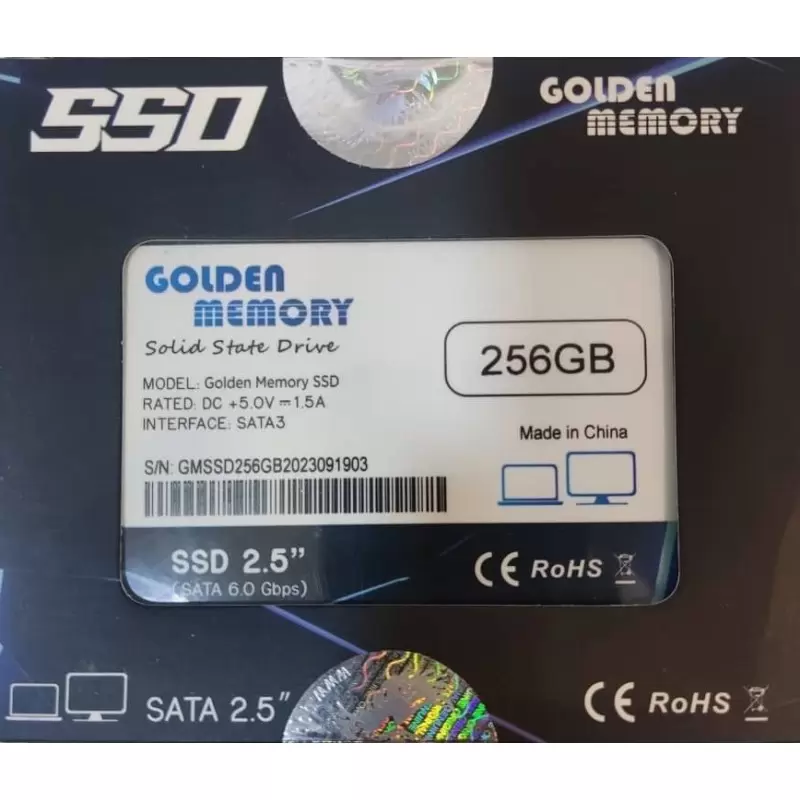 SSD
GOLDEN
MEMORY
GOLDEN
MEMORY
Solid State Drive
MODEL: Golden Memory SSD
RATED: DC +5.0V ⎓ 1.5A
INTERFACE: SATA3
256GB
Made in China
S/N: GMSSD256GB2023091903
SSD 2.5”
(SATA 6.0 Gbps)
CE RoHS
SATA 2.5”
CE RoHS